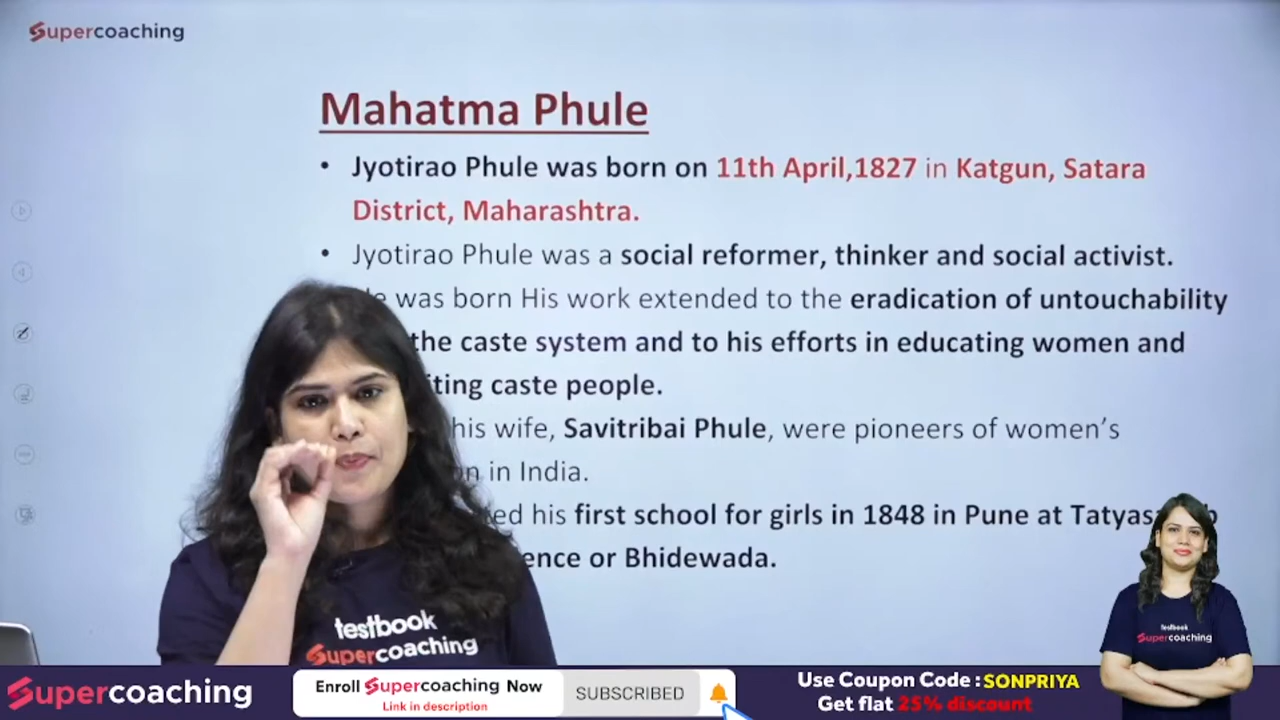 Supercoaching
Mahatma Phule
• Jyotirao Phule was born on 11th April,1827 in Katgun, Satara
District, Maharashtra.
• Jyotirao Phule was a social reformer, thinker and social activist.
was born His work extended to the eradication of untouchability
the caste system and to his efforts in educating women and
caste people.
his wife, Savitribai Phule, were pioneers of women's
in India.
his first school for girls in 1848 in Pune at
or Bhidewada.
testbook
Supercoaching
testbook
Supercoaching
Supercoaching
Enroll Supercoaching Now
Link in description
SUBSCRIBED
Use Coupon Code : SONPRIYA
Get flat 25% discount